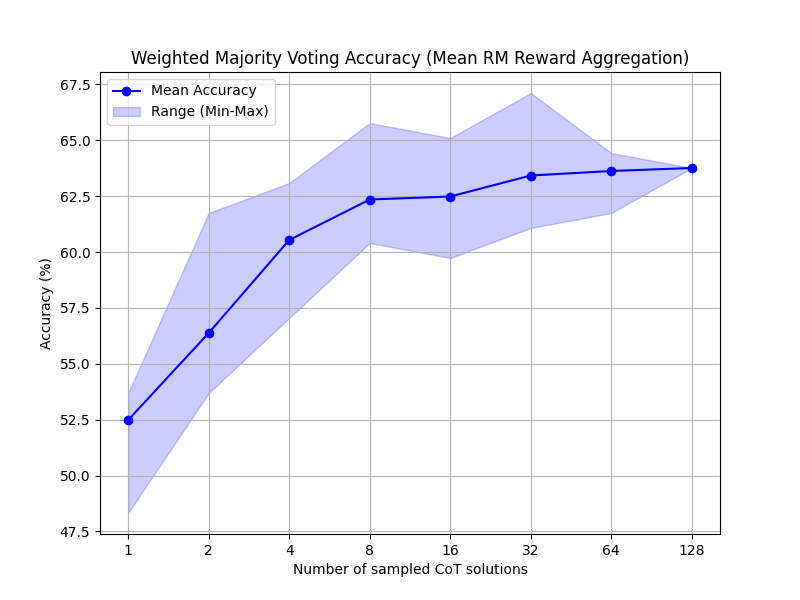 Weighted Majority Voting Accuracy (Mean RM Reward Aggregation)
Mean Accuracy
Range (Min-Max)
67.5
65.0
62.5
60.0
57.5
55.0
52.5
50.0
47.5
Accuracy (%)
1 2 4 8 16 32 64 128
Number of sampled CoT solutions